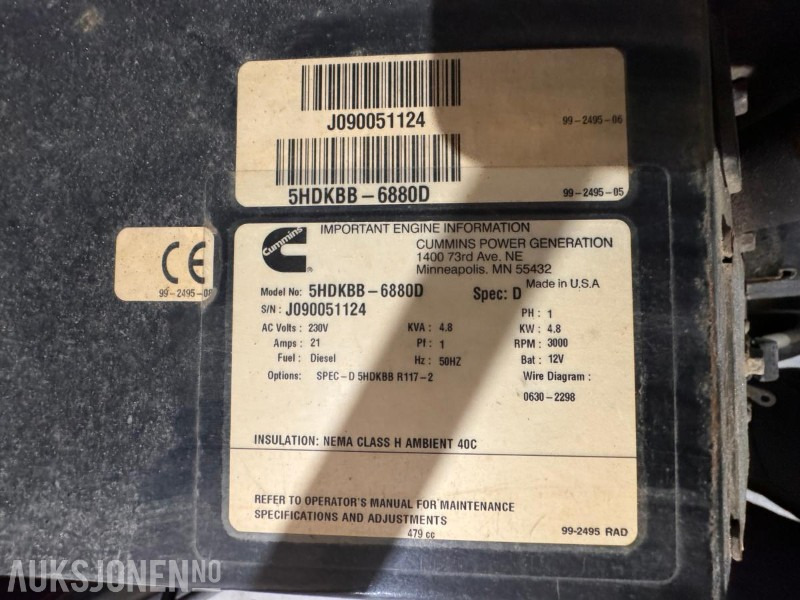 J090051124
99-2495-06
5HDKBB-6880D
99-2495-05
CE
Cummins
IMPORTANT ENGINE INFORMATION
CUMMINS POWER GENERATION
1400 73rd Ave. NE
Minneapolis. MN 55432
Made in U.S.A
Model No: 5HDKBB-6880D Spec: D
S/N: J090051124 PH : 1
AC Volts : 230V KVA : 4.8 KW : 4.8
Amps : 21 Pf : 1 RPM : 3000
Fuel : Diesel Hz : 50HZ Bat : 12V
Options: SPEC-D 5HDKBB R117-2 Wire Diagram :
0630-2298
INSULATION: NEMA CLASS H AMBIENT 40C
REFER TO OPERATOR'S MANUAL FOR MAINTENANCE
SPECIFICATIONS AND ADJUSTMENTS
479 cc
99-2495 RAD
AUKSJONEN.NO